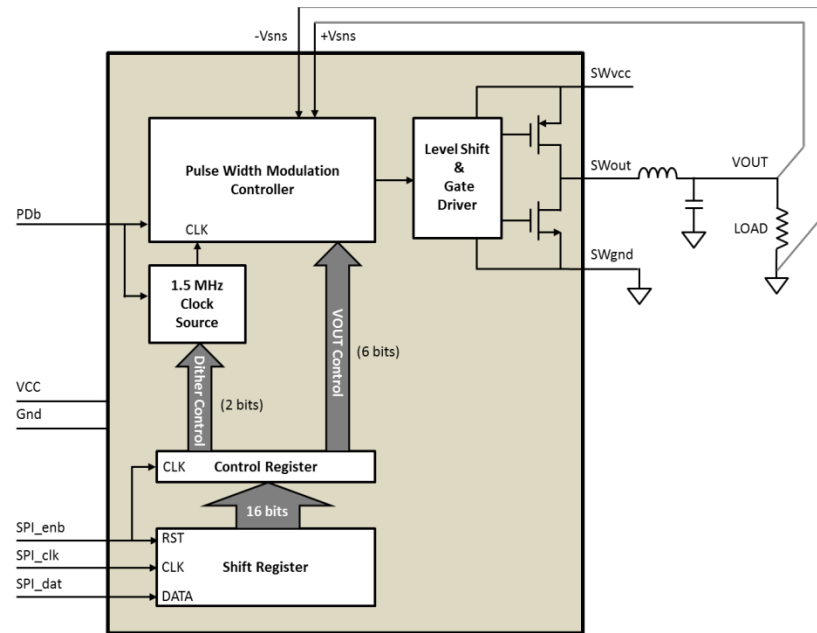 -Vsns
+Vsns
SWvcc
Pulse Width Modulation
Controller
CLK
Level Shift
&
Gate
Driver
SWout
VOUT
LOAD
SWgnd
PDb
1.5 MHz
Clock
Source
Dither Control
(2 bits)
VOUT Control
(6 bits)
VCC
Gnd
CLK
Control Register
16 bits
SPI_enb
SPI_clk
SPI_dat
RST
CLK
DATA
Shift Register